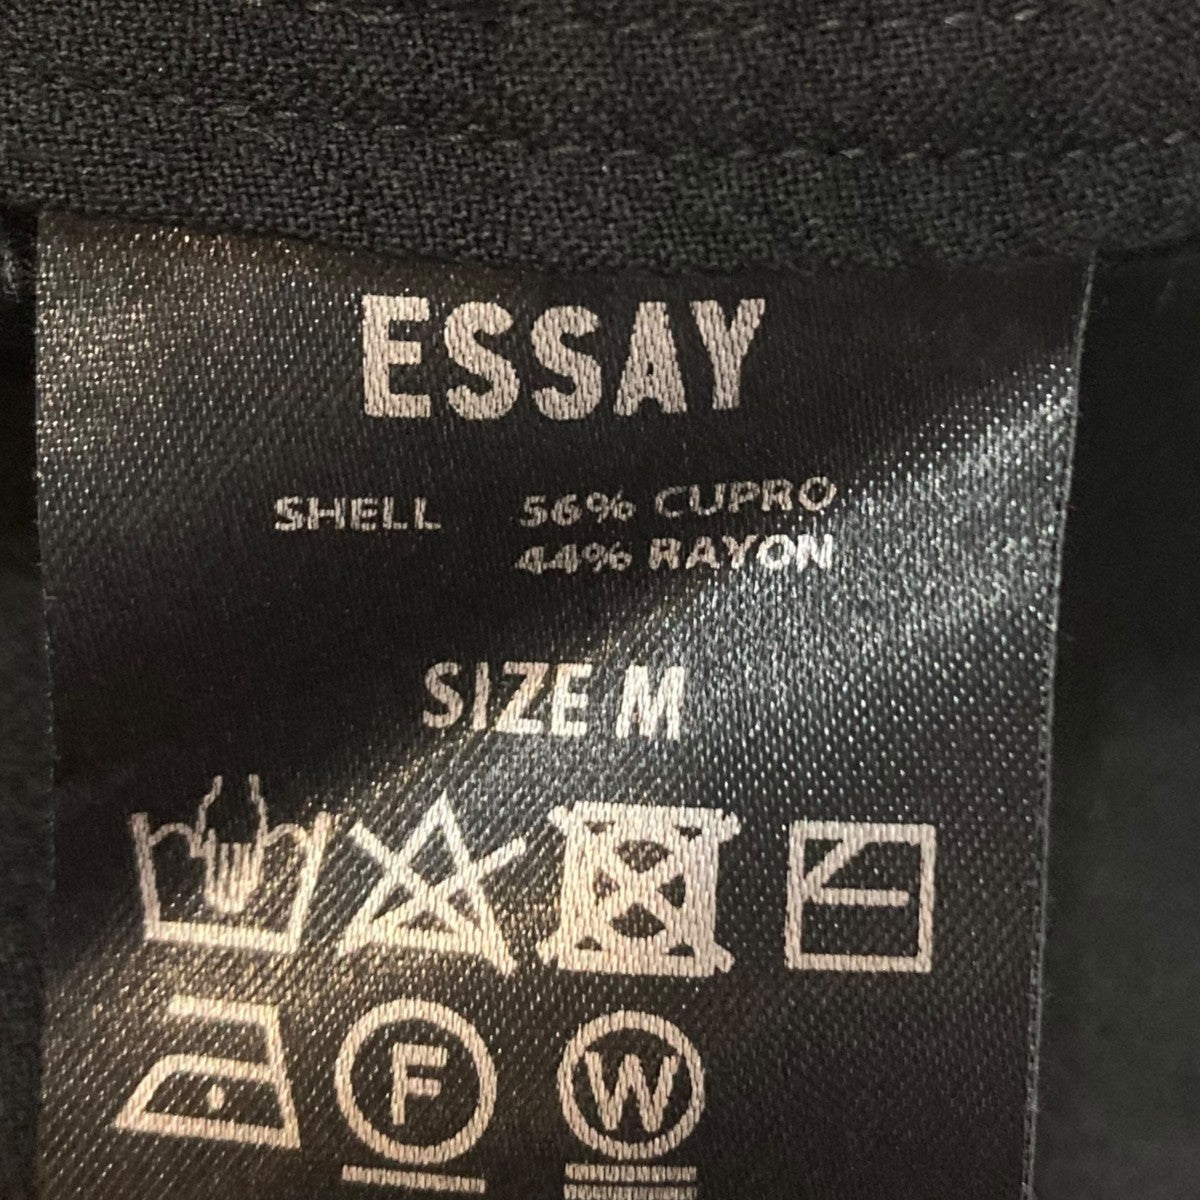 ESSAY
SHELL 56% CUPRO
44% RAYON
SIZE M
F W